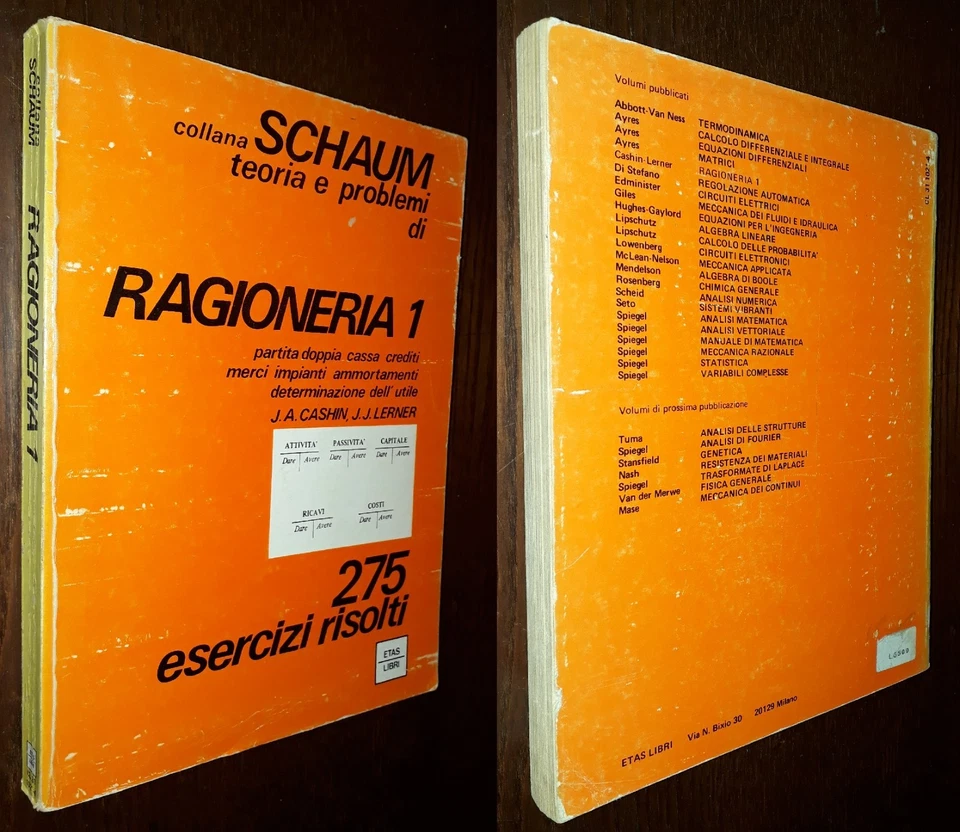 collana
SCHAUM
RAGIONERIA 1
collana SCHAUM
teoria e problemi
di
RAGIONERIA 1
partita doppia cassa crediti
merci impianti ammortamenti
determinazione dell'utile
J. A. CASHIN, J. J. LERNER
ATTIVITA' PASSIVITA' CAPITALE
Dare Avere Dare Avere Dare Avere
RICAVI COSTI
Dare Avere Dare Avere
275
esercizi risolti
ETAS
LIBRI
Volumi pubblicati
Abbott-Van Ness TERMODINAMICA
Ayres CALCOLO DIFFERENZIALE E INTEGRALE
Ayres EQUAZIONI DIFFERENZIALI
Ayres MATRICI
Cashin-Lerner RAGIONERIA 1
Di Stefano REGOLAZIONE AUTOMATICA
Edminister CIRCUITI ELETTRICI
Giles MECCANICA DEI FLUIDI E IDRAULICA
Hughes-Gaylord EQUAZIONI PER L'INGEGNERIA
Lipschutz ALGEBRA LINEARE
Lipschutz CALCOLO DELLE PROBABILITA'
Lowenberg CIRCUITI ELETTRONICI
McLean-Nelson MECCANICA APPLICATA
Mendelson ALGEBRA DI BOOLE
Rosenberg CHIMICA GENERALE
Scheid ANALISI NUMERICA
Seto SISTEMI VIBRANTI
Spiegel ANALISI MATEMATICA
Spiegel ANALISI VETTORIALE
Spiegel MANUALE DI MATEMATICA
Spiegel MECCANICA RAZIONALE
Spiegel STATISTICA
Spiegel VARIABILI COMPLESSE
Volumi di prossima pubblicazione
Tuma ANALISI DELLE STRUTTURE
Spiegel ANALISI DI FOURIER
Stansfield GENETICA
Nash RESISTENZA DEI MATERIALI
Spiegel TRASFORMATE DI LAPLACE
Van der Merwe FISICA GENERALE
Mase MECCANICA DEI CONTINUI
ETAS LIBRI Via N. Bixio 30 20129 Milano